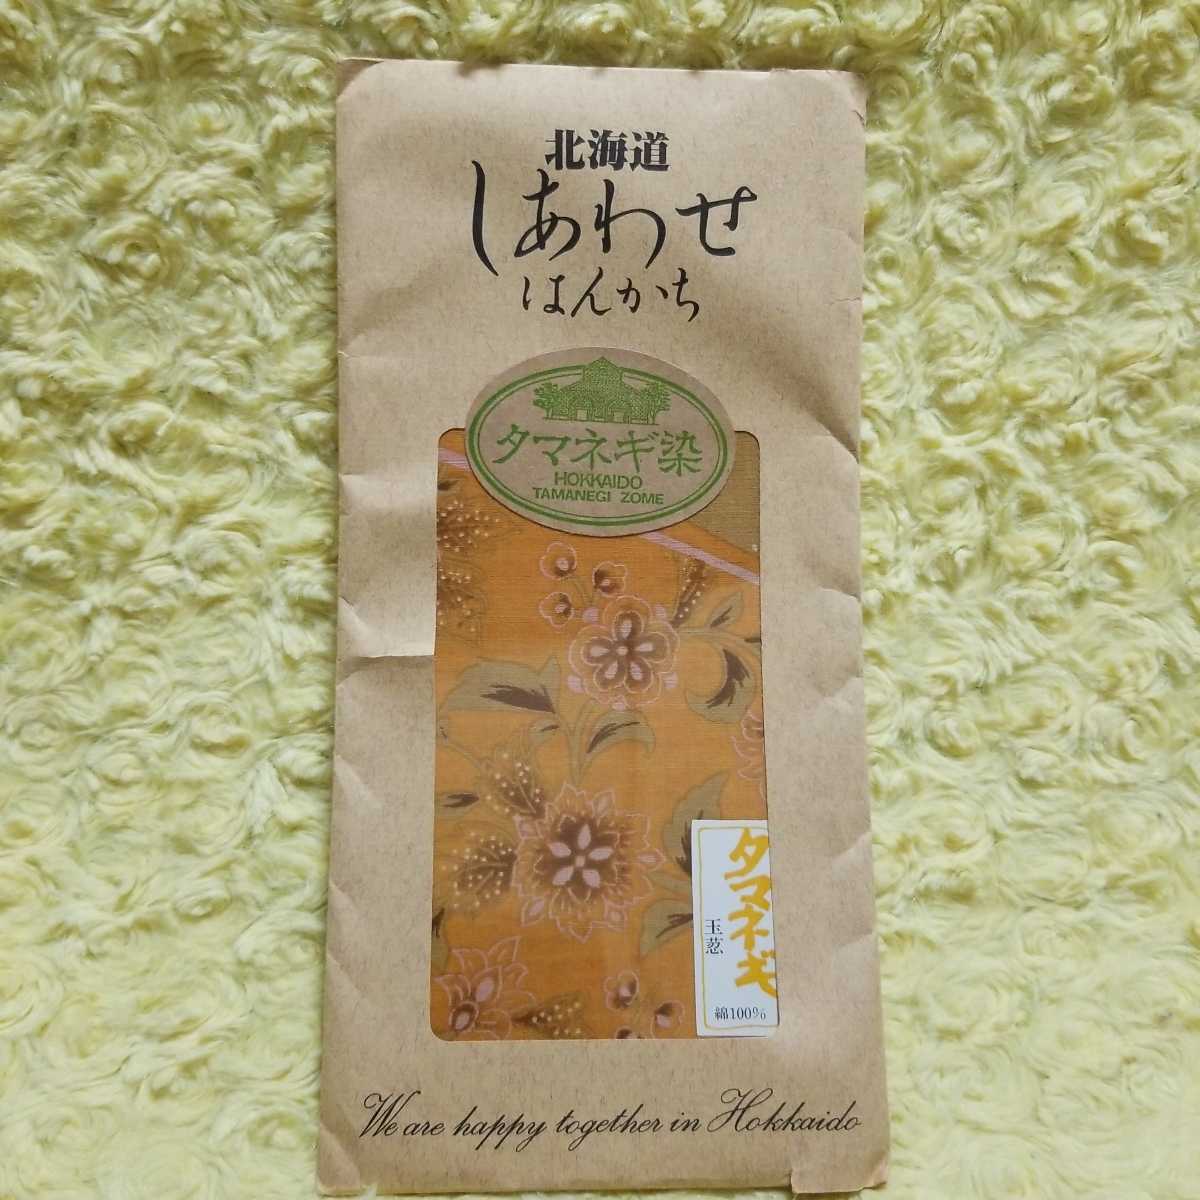 北海道
しあわせ
はんかち
タマネギ染
HOKKAIDO
TAMANEGI ZOME
タマネギ
玉葱
綿100%
We are happy together in Hokkaido